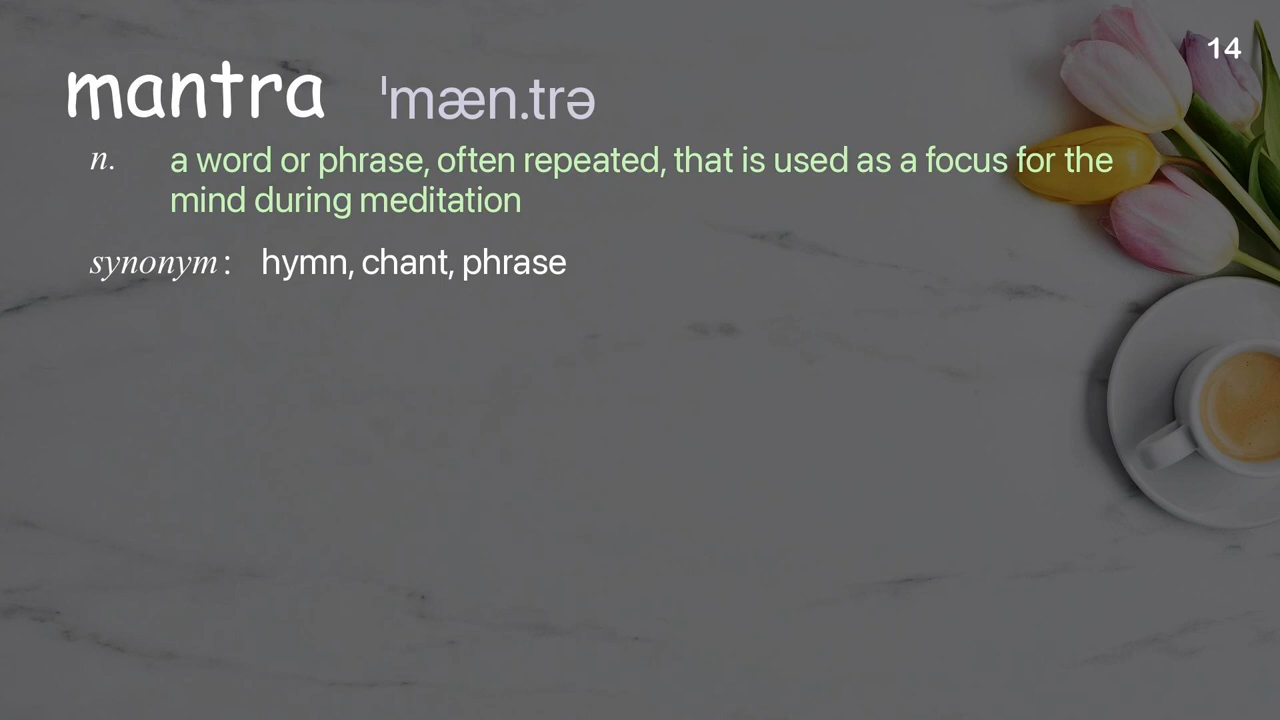 14
mantra ˈmæn.trə
n. a word or phrase, often repeated, that is used as a focus for the
mind during meditation
synonym: hymn, chant, phrase